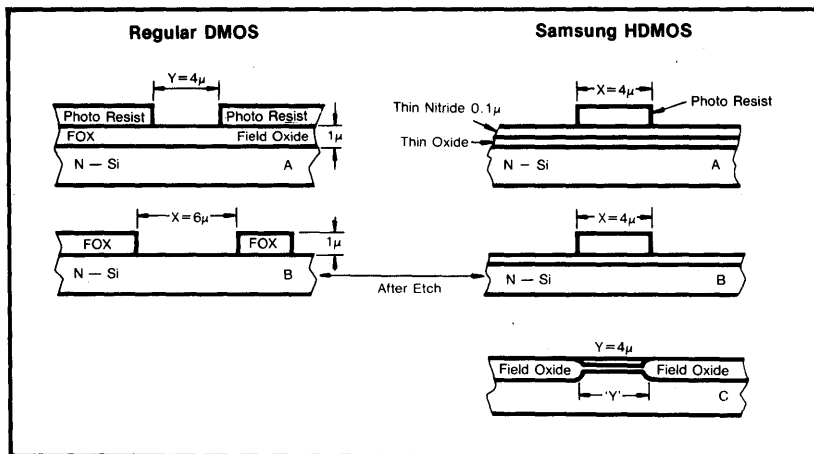 Regular DMOS
Y=4μ
Photo Resist
Photo Resist
FOX
Field Oxide
1μ
N — Si
A
X=6μ
FOX
FOX
1μ
N — Si
B
After Etch
Samsung HDMOS
X=4μ
Photo Resist
Thin Nitride 0.1μ
Thin Oxide
N — Si
A
X=4μ
N — Si
B
Y=4μ
Field Oxide
Field Oxide
'Y'
C